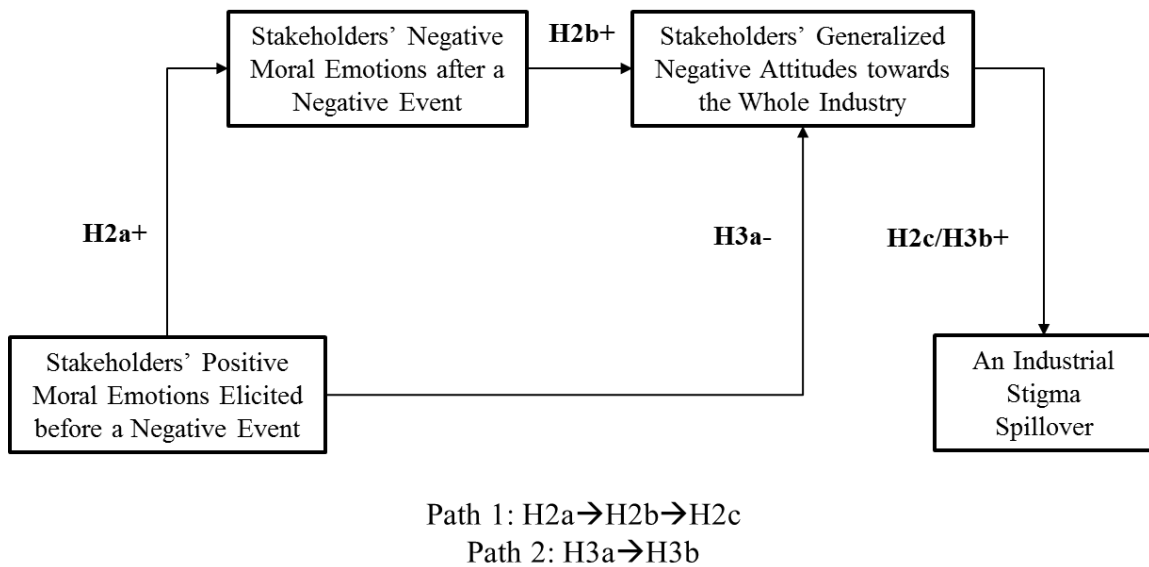 Stakeholders’ Negative
Moral Emotions after a
Negative Event
H2b+
Stakeholders’ Generalized
Negative Attitudes towards
the Whole Industry
H2a+
H3a-
H2c/H3b+
Stakeholders’ Positive
Moral Emotions Elicited
before a Negative Event
An Industrial
Stigma
Spillover
Path 1: H2a→H2b→H2c
Path 2: H3a→H3b